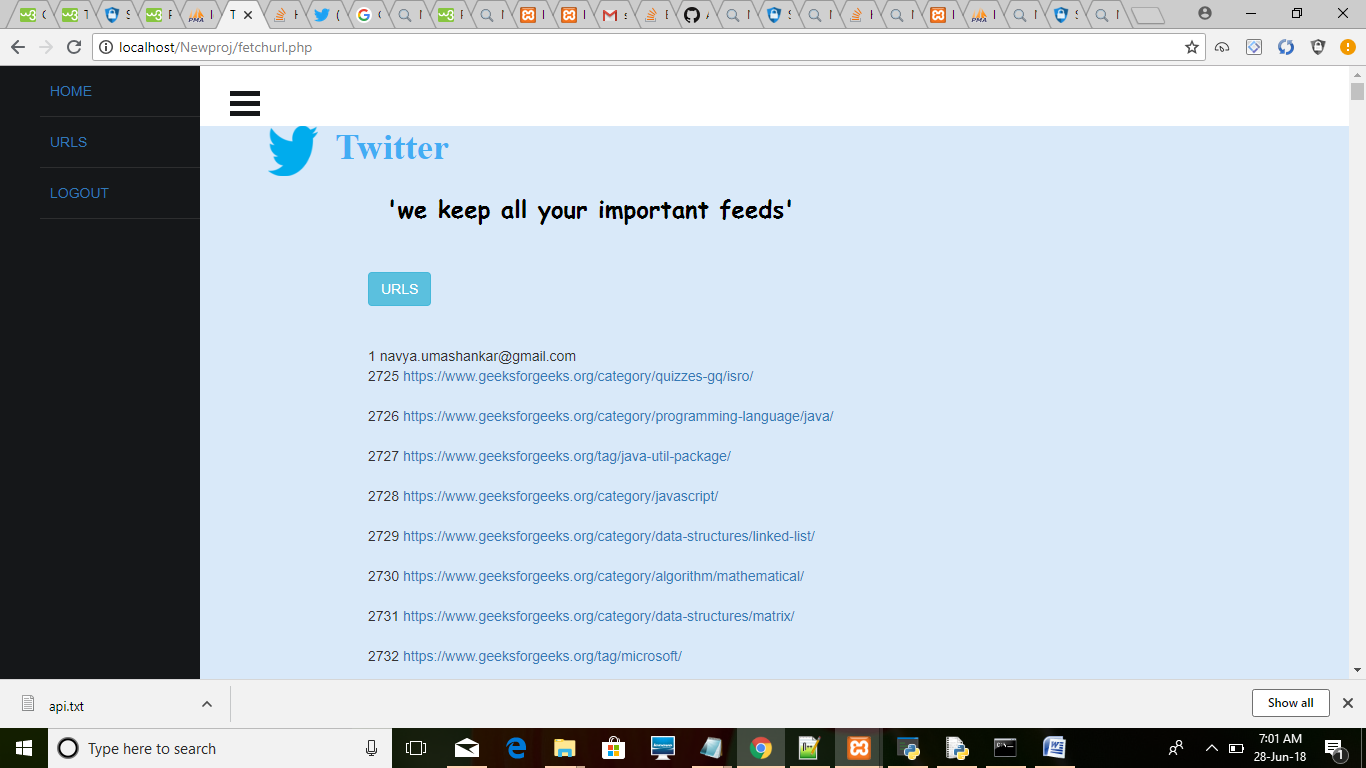 localhost/Newproj/fetchurl.php
HOME
URLS
LOGOUT
Twitter
'we keep all your important feeds'
URLS
1 navya.umashankar@gmail.com
2725 https://www.geeksforgeeks.org/category/quizzes-gq/isro/
2726 https://www.geeksforgeeks.org/category/programming-language/java/
2727 https://www.geeksforgeeks.org/tag/java-util-package/
2728 https://www.geeksforgeeks.org/category/javascript/
2729 https://www.geeksforgeeks.org/category/data-structures/linked-list/
2730 https://www.geeksforgeeks.org/category/algorithm/mathematical/
2731 https://www.geeksforgeeks.org/category/data-structures/matrix/
2732 https://www.geeksforgeeks.org/tag/microsoft/
api.txt
Show all
Type here to search
7:01 AM
28-Jun-18
1